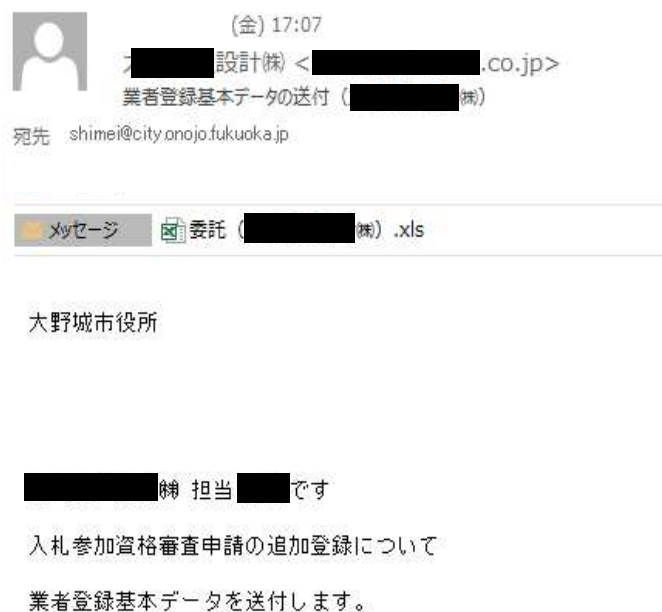 (金) 17:07
設計㈱ < .co.jp>
業者登録基本データの送付( ㈱)
宛先 shimei@city.onojo.fukuoka.jp
メッセージ 委託( ㈱).xls
大野城市役所
㈱ 担当 です
入札参加資格審査申請の追加登録について
業者登録基本データを送付します。